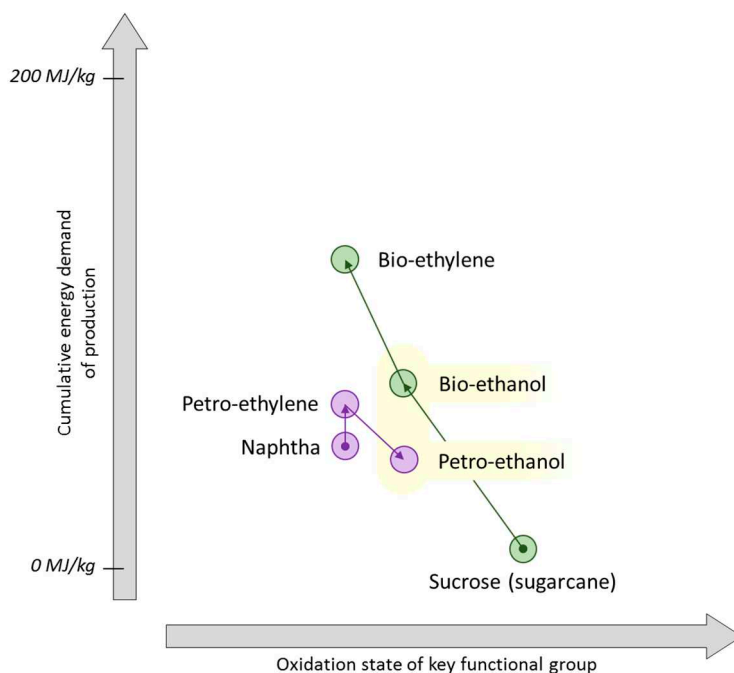 200 MJ/kg
Cumulative energy demand
of production
Bio-ethylene
Petro-ethylene
Bio-ethanol
Naphtha
Petro-ethanol
0 MJ/kg
Sucrose (sugarcane)
Oxidation state of key functional group